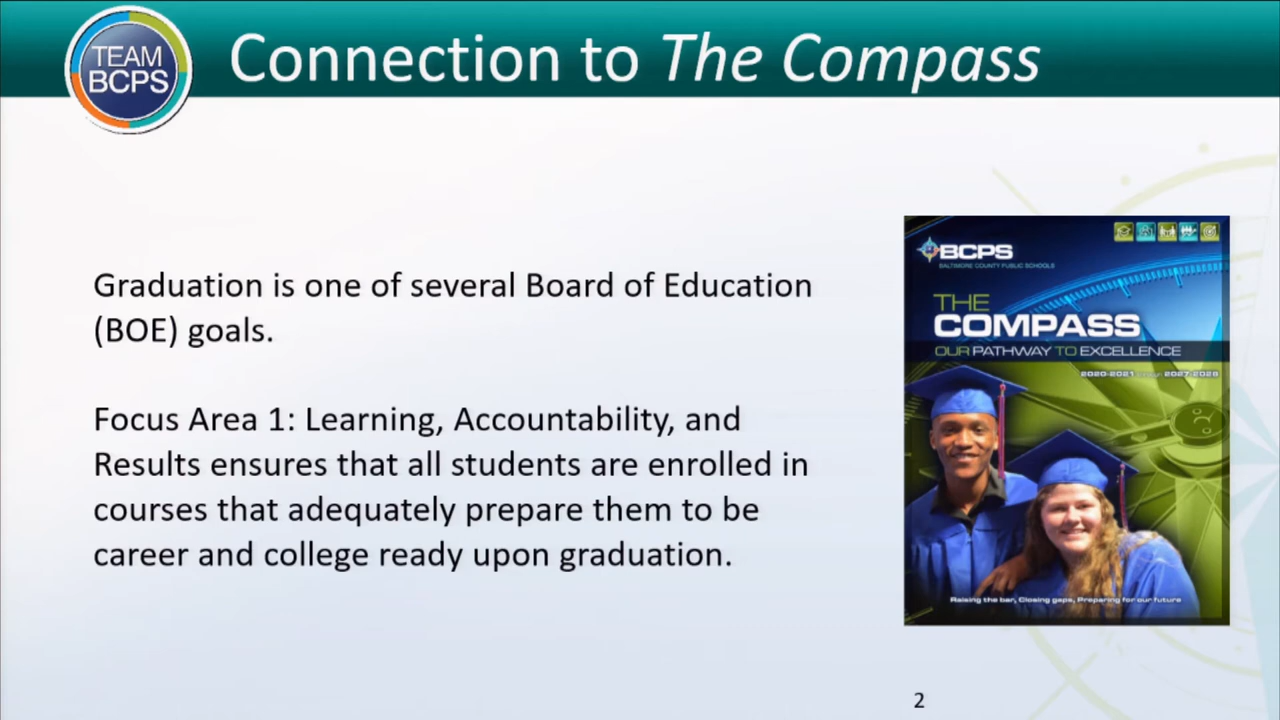 TEAM
BCPS
Connection to The Compass
Graduation is one of several Board of Education
(BOE) goals.
Focus Area 1: Learning, Accountability, and
Results ensures that all students are enrolled in
courses that adequately prepare them to be
career and college ready upon graduation.
BCPS
BALTIMORE COUNTY PUBLIC SCHOOLS
THE
COMPASS
OUR PATHWAY TO EXCELLENCE
2020-2021 2027-2028
Raising the bar, Closing gaps, Preparing for our future
2